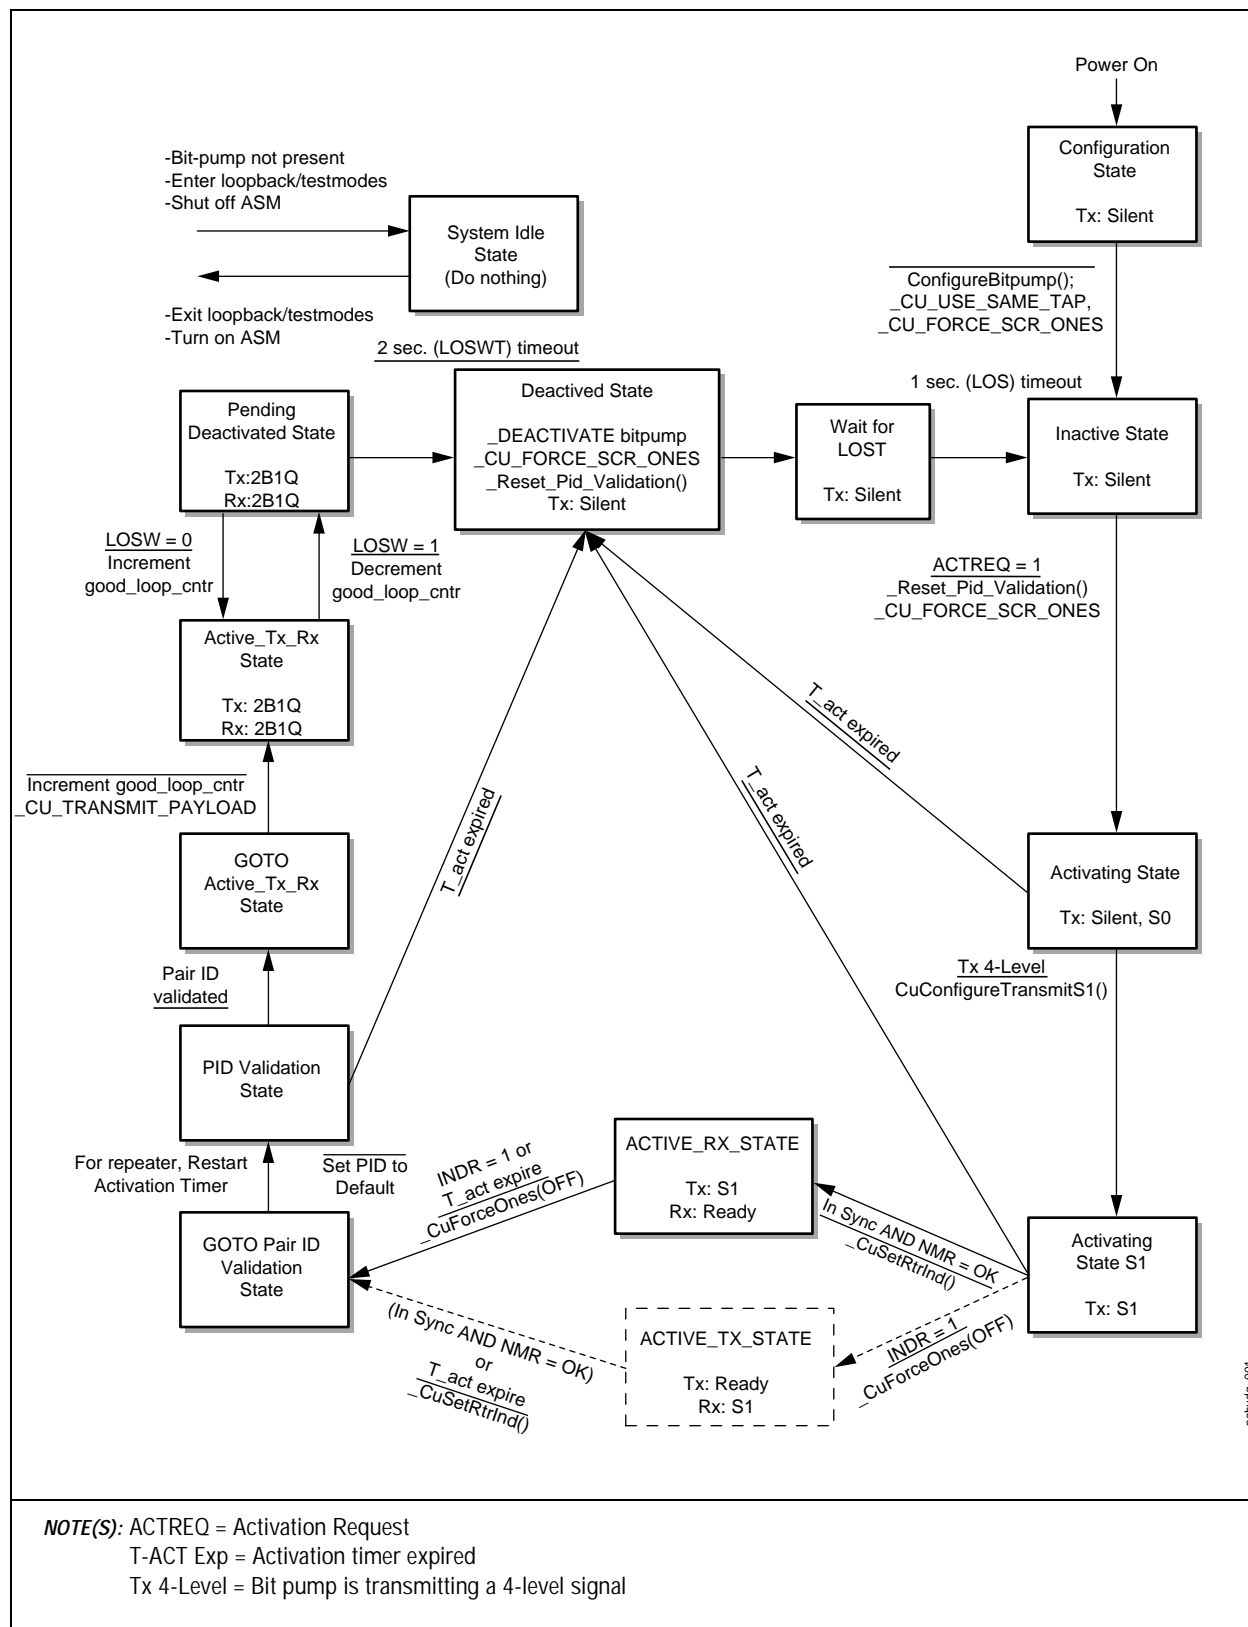 Power On
Configuration
State
Tx: Silent
-Bit-pump not present
-Enter loopback/testmodes
-Shut off ASM
System Idle
State
(Do nothing)
-Exit loopback/testmodes
-Turn on ASM
ConfigureBitpump();
_CU_USE_SAME_TAP,
_CU_FORCE_SCR_ONES
2 sec. (LOSWT) timeout
1 sec. (LOS) timeout
Pending
Deactivated State
Tx:2B1Q
Rx:2B1Q
Deactived State
_DEACTIVATE bitpump
_CU_FORCE_SCR_ONES
_Reset_Pid_Validation()
Tx: Silent
Wait for
LOST
Tx: Silent
Inactive State
Tx: Silent
LOSW = 0
Increment
good_loop_cntr
LOSW = 1
Decrement
good_loop_cntr
ACTREQ = 1
_Reset_Pid_Validation()
_CU_FORCE_SCR_ONES
Active_Tx_Rx
State
Tx: 2B1Q
Rx: 2B1Q
T_act expired
T_act expired
T_act expired
Increment good_loop_cntr
_CU_TRANSMIT_PAYLOAD
GOTO
Active_Tx_Rx
State
Activating State
Tx: Silent, S0
Tx 4-Level
CuConfigureTransmitS1()
Pair ID
validated
PID Validation
State
For repeater, Restart
Activation Timer
Set PID to
Default
INDR = 1 or
T_act expire
_CuForceOnes(OFF)
ACTIVE_RX_STATE
Tx: S1
Rx: Ready
In Sync AND NMR = OK
_CuSetRtrInd()
GOTO Pair ID
Validation
State
Activating
State S1
Tx: S1
(In Sync AND NMR = OK)
or
T_act expire
_CuSetRtrInd()
ACTIVE_TX_STATE
Tx: Ready
Rx: S1
INDR = 1
_CuForceOnes(OFF)
NOTE(S): ACTREQ = Activation Request
T-ACT Exp = Activation timer expired
Tx 4-Level = Bit pump is transmitting a 4-level signal